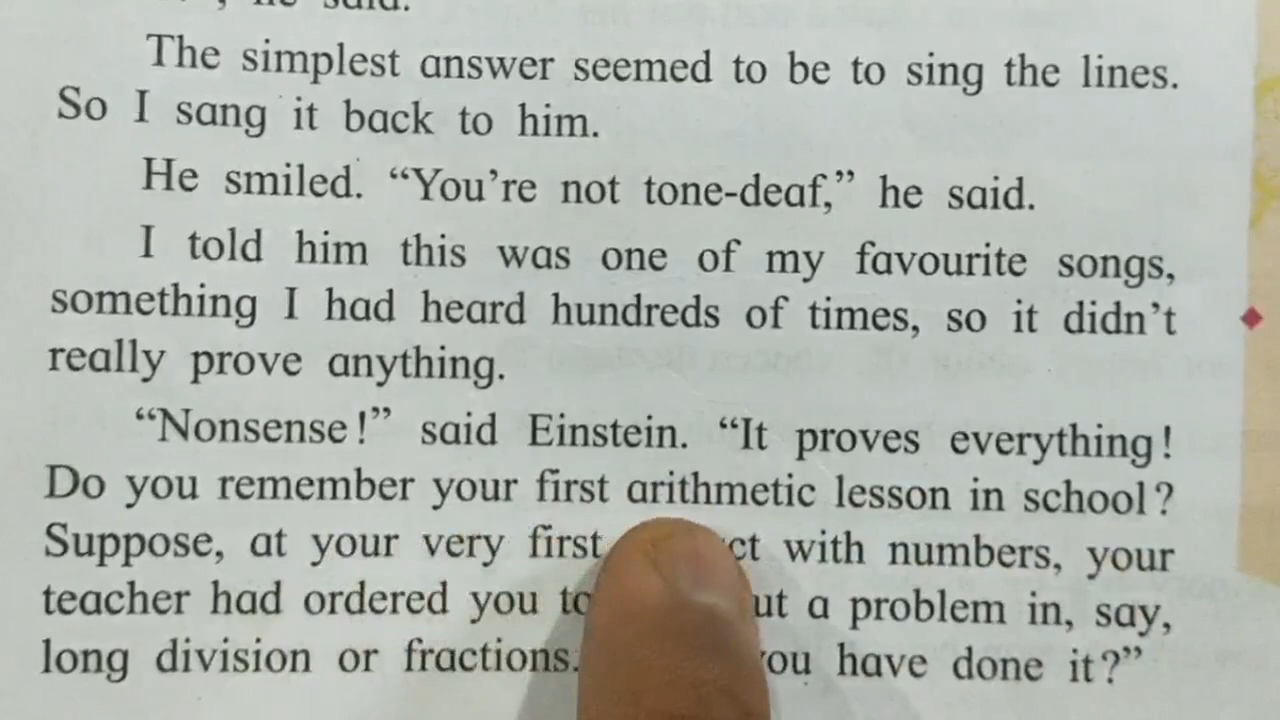 he said.
The simplest answer seemed to be to sing the lines.
So I sang it back to him.
He smiled. “You’re not tone-deaf,” he said.
I told him this was one of my favourite songs,
something I had heard hundreds of times, so it didn’t
really prove anything.
“Nonsense!” said Einstein. “It proves everything!
Do you remember your first arithmetic lesson in school?
Suppose, at your very first with numbers, your
teacher had ordered you to a problem in, say,
long division or fractions. have done it?”